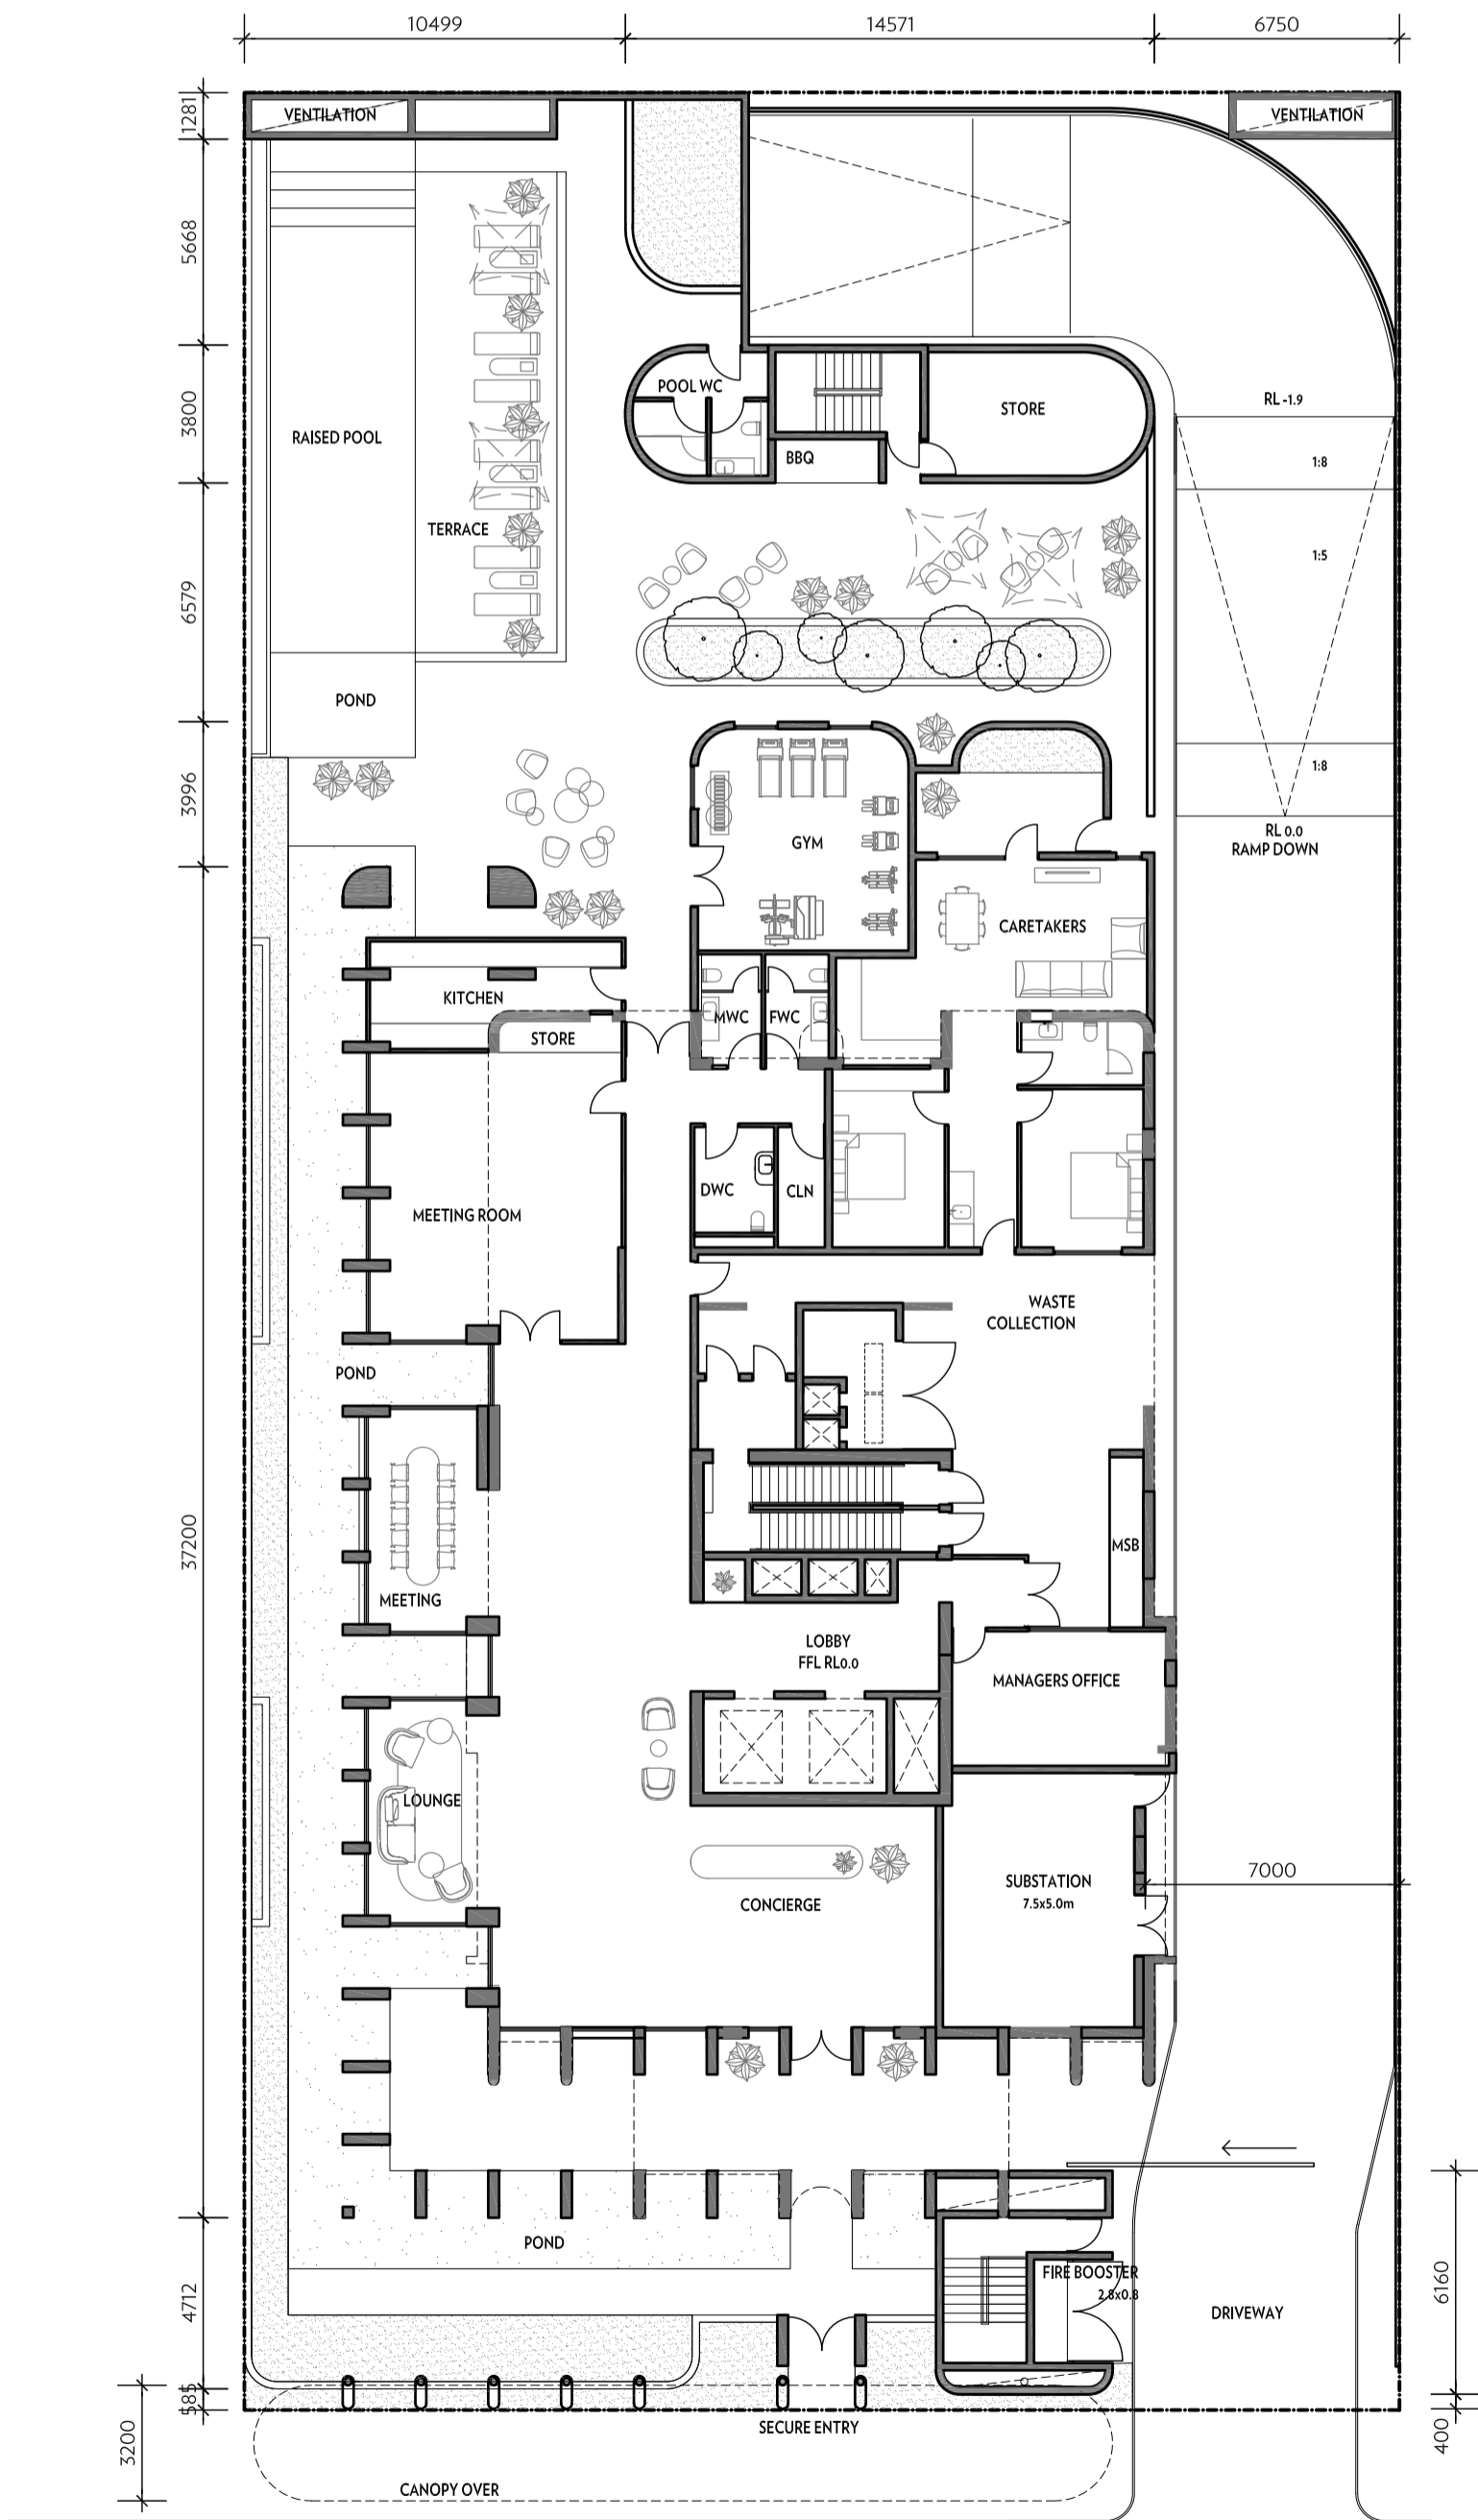 10499
14571
6750
1281
VENTILATION
VENTILATION
5668
3800
POOL WC
STORE
RL -1.9
RAISED POOL
BBQ
1:8
TERRACE
1:5
6579
POND
3996
1:8
GYM
RL 0.0
RAMP DOWN
CARETAKERS
KITCHEN
MWC
FWC
STORE
DWC
CLN
MEETING ROOM
WASTE
COLLECTION
POND
37200
MSB
MEETING
LOBBY
FFL RL0.0
MANAGERS OFFICE
LOUNGE
7000
SUBSTATION
7.5x5.0m
CONCIERGE
POND
FIRE BOOSTER
2.8x0.8
DRIVEWAY
4712
6160
585
SECURE ENTRY
3200
400
CANOPY OVER